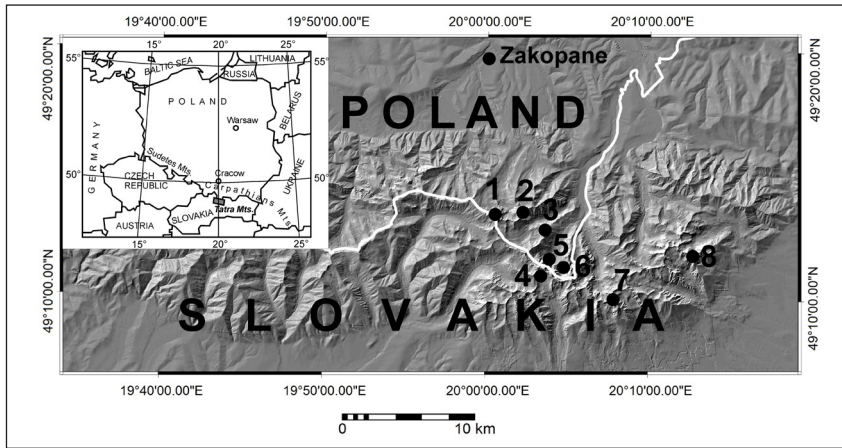 19°40'00.00"E 19°50'00.00"E 20°00'00.00"E 20°10'00.00"E
15° 20° 25°
55° 55°
BALTIC SEA
LITHUANIA
RUSSIA
POLAND
BELARUS
Warsaw
GERMANY
50° 50°
Sudetes Mts.
Cracow
UKRAINE
CZECH
REPUBLIC
Carpathiens Mts.
Tatra Mts.
SLOVAKIA
AUSTRIA
15° 20° 25°
Zakopane
POLAND
49°20'00.00"N 49°20'00.00"N
1 2
3
5
6
4
7
8
49°10'00.00"N 49°10'00.00"N
SLOVAKIA
19°40'00.00"E 19°50'00.00"E 20°00'00.00"E 20°10'00.00"E
0 10 km